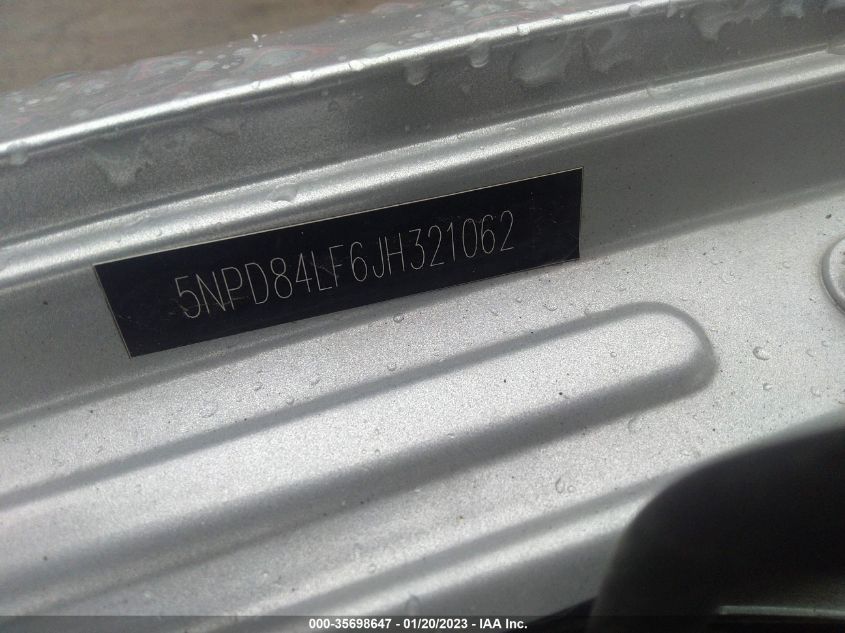 5NPD84LF6JH321062
000-35698647 - 01/20/2023 - IAA Inc.